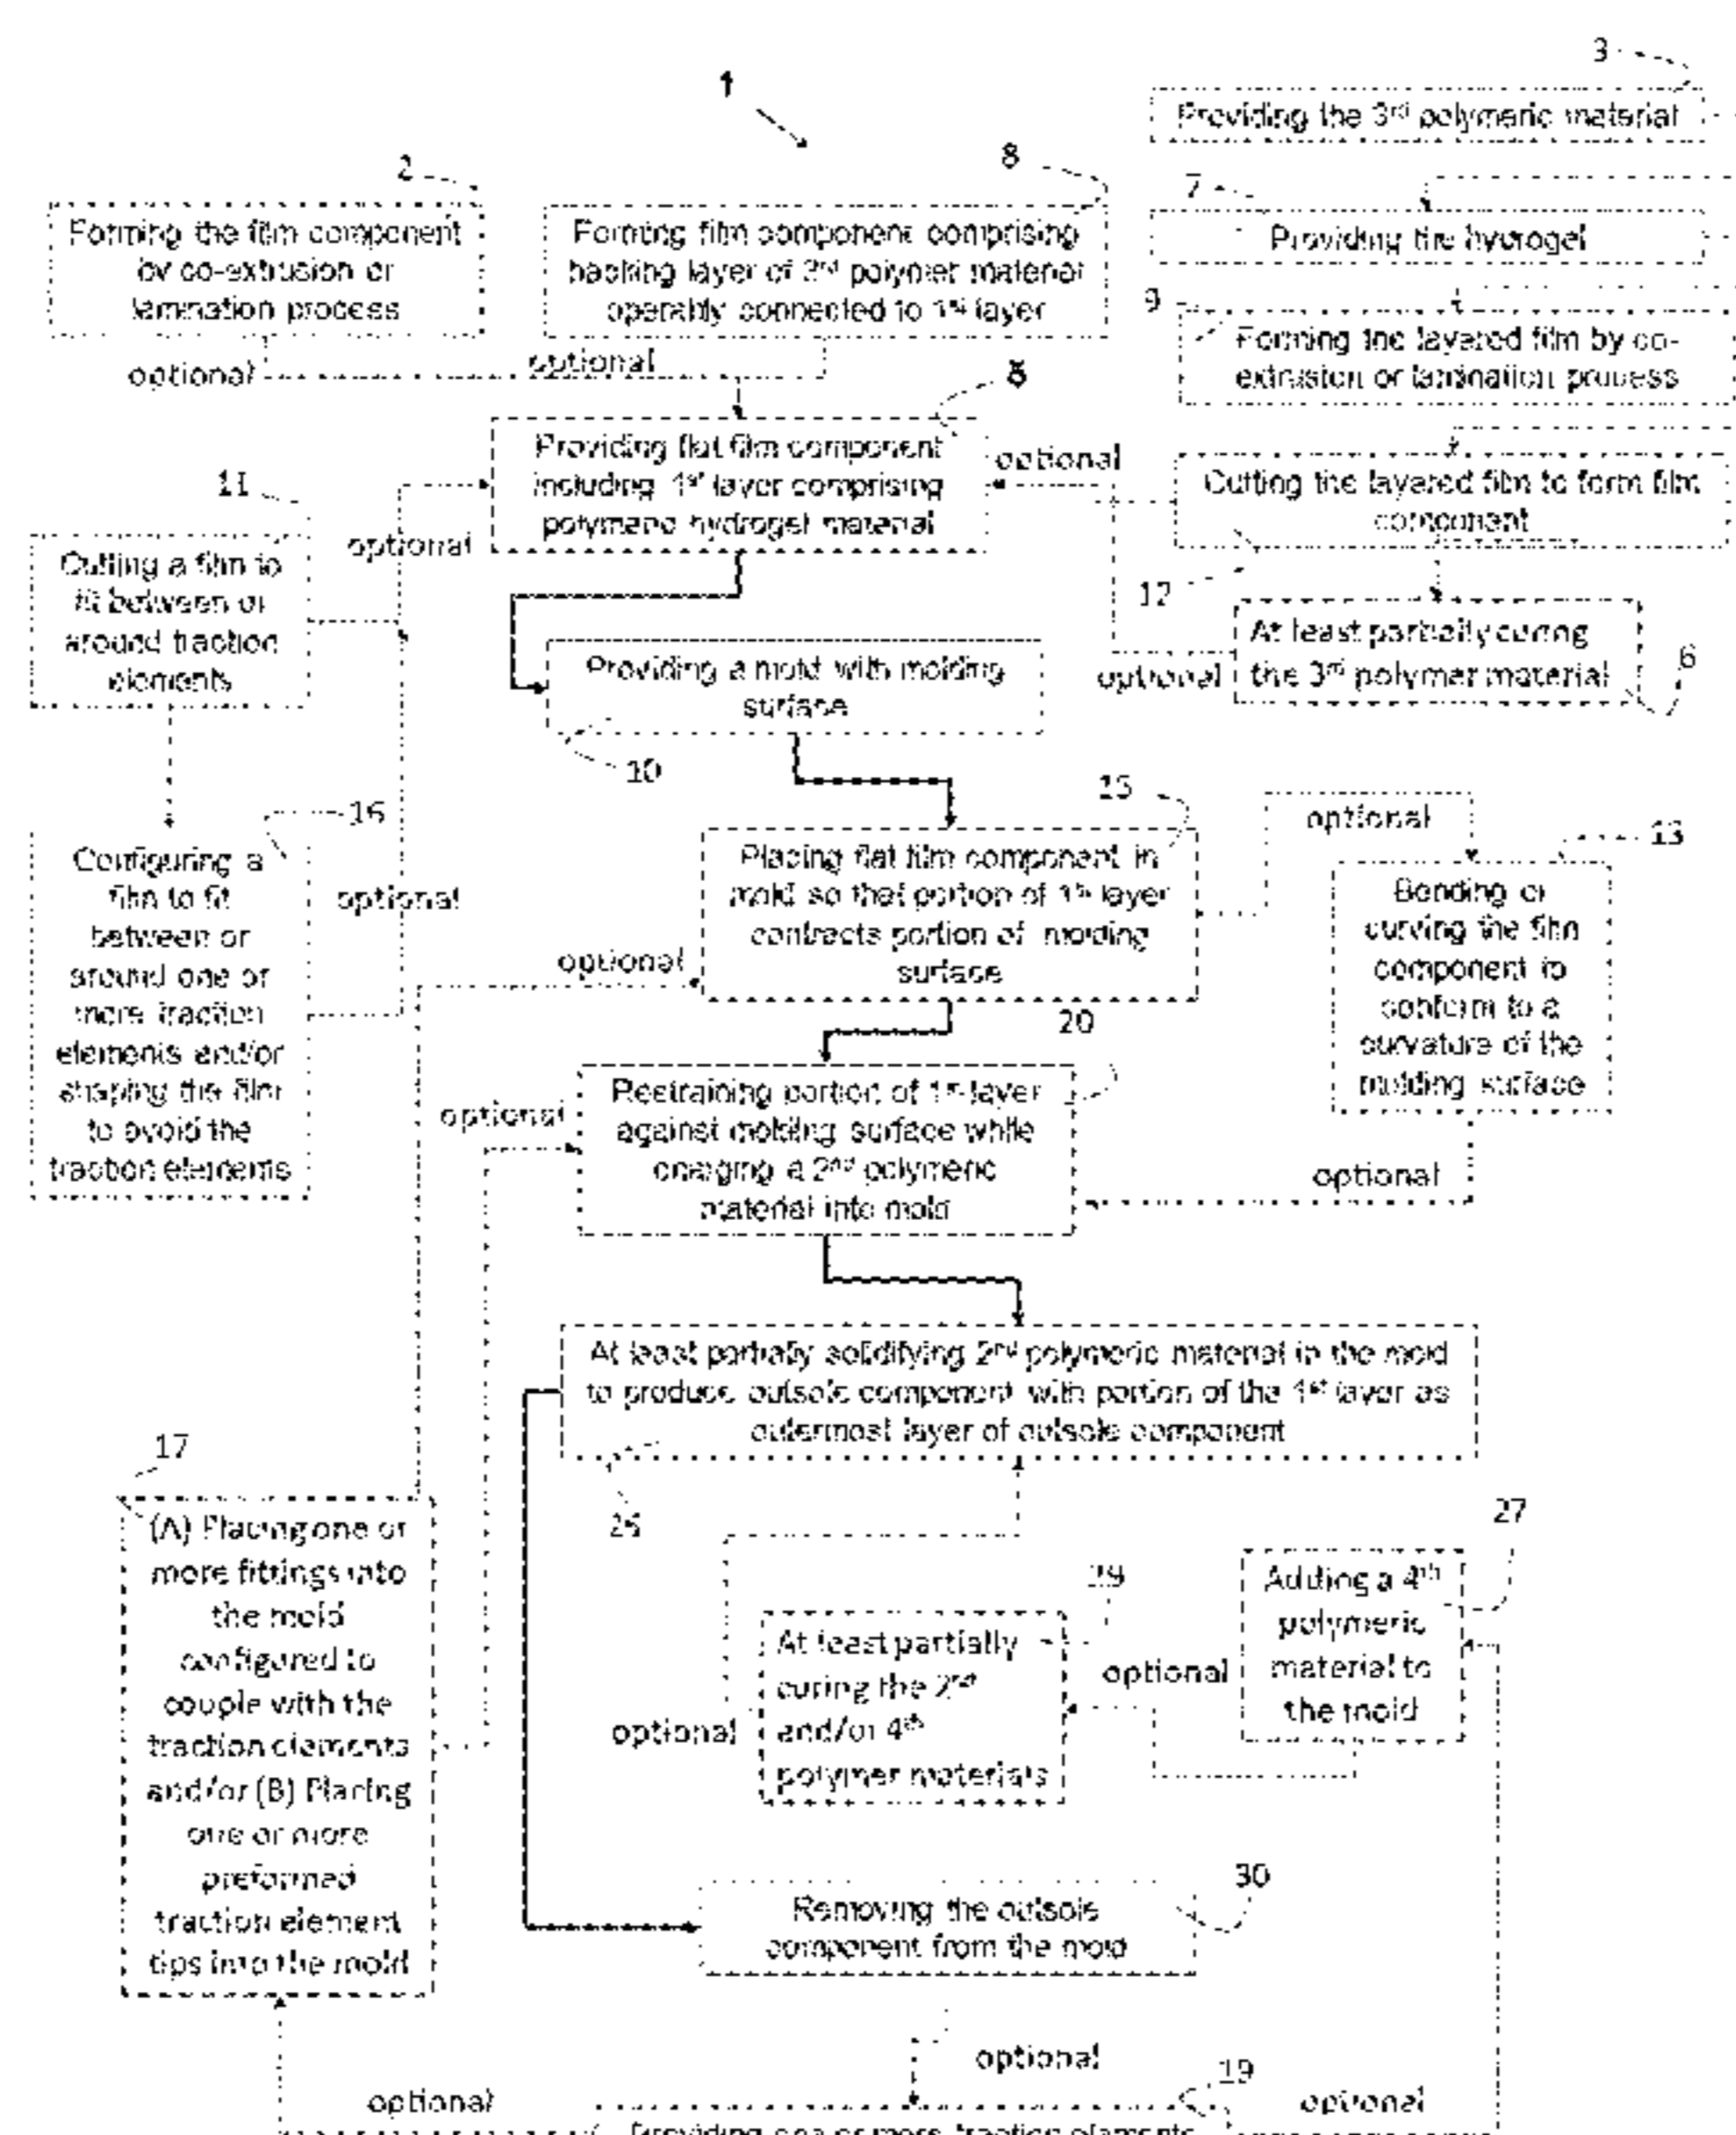 1
3
Providing the 3rd polymeric material
2
Forming the film component
by co-extrusion or
lamination process
optional
8
Forming film component comprising
backing layer of 2nd polymer material
operably connected to 1st layer
optional
7
Providing the hydrogel
9
Forming the layered film by co-
extrusion or lamination process
5
Providing flat film component
including 1st layer comprising
polymeric hydrogel material
optional
Cutting the layered film to form film
component
12
11
Cutting a film to
fit between or
around traction
elements
optional
At least partially curing
the 3rd polymer material
6
optional
Providing a mold with molding
surface
10
16
Configuring a
film to fit
between or
around one or
more traction
elements and/or
shaping the film
to avoid the
traction elements
optional
15
Placing flat film component in
mold so that portion of 1st layer
contracts portion of molding
surface
optional
optional
13
Bending or
curving the film
component to
conform to a
curvature of the
molding surface
optional
20
Restraining portion of 1st layer
against molding surface while
charging a 2nd polymeric
material into mold
optional
At least partially solidifying 2nd polymeric material in the mold
to produce outsole component with portion of the 1st layer as
outermost layer of outsole component
25
17
(A) Placing one or
more fittings into
the mold
configured to
couple with the
traction elements
and/or (B) Placing
one or more
preformed
traction element
tips into the mold
29
At least partially
curing the 2nd
and/or 4th
polymer materials
optional
optional
27
Adding a 4th
polymeric
material to
the mold
30
Removing the outsole
component from the mold
optional
19
optional
optional
Providing one or more traction elements